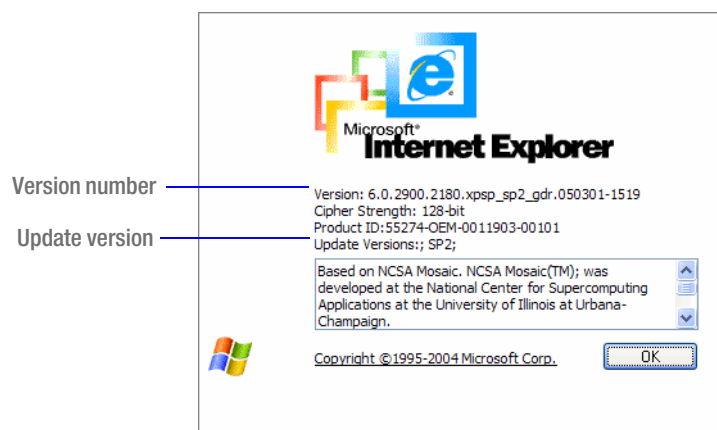 Microsoft®
Internet Explorer
Version number
Version: 6.0.2900.2180.xpsp_sp2_gdr.050301-1519
Cipher Strength: 128-bit
Product ID:55274-OEM-0011903-00101
Update version
Update Versions:; SP2;
Based on NCSA Mosaic. NCSA Mosaic(TM); was
developed at the National Center for Supercomputing
Applications at the University of Illinois at Urbana-
Champaign.
Copyright ©1995-2004 Microsoft Corp.
OK